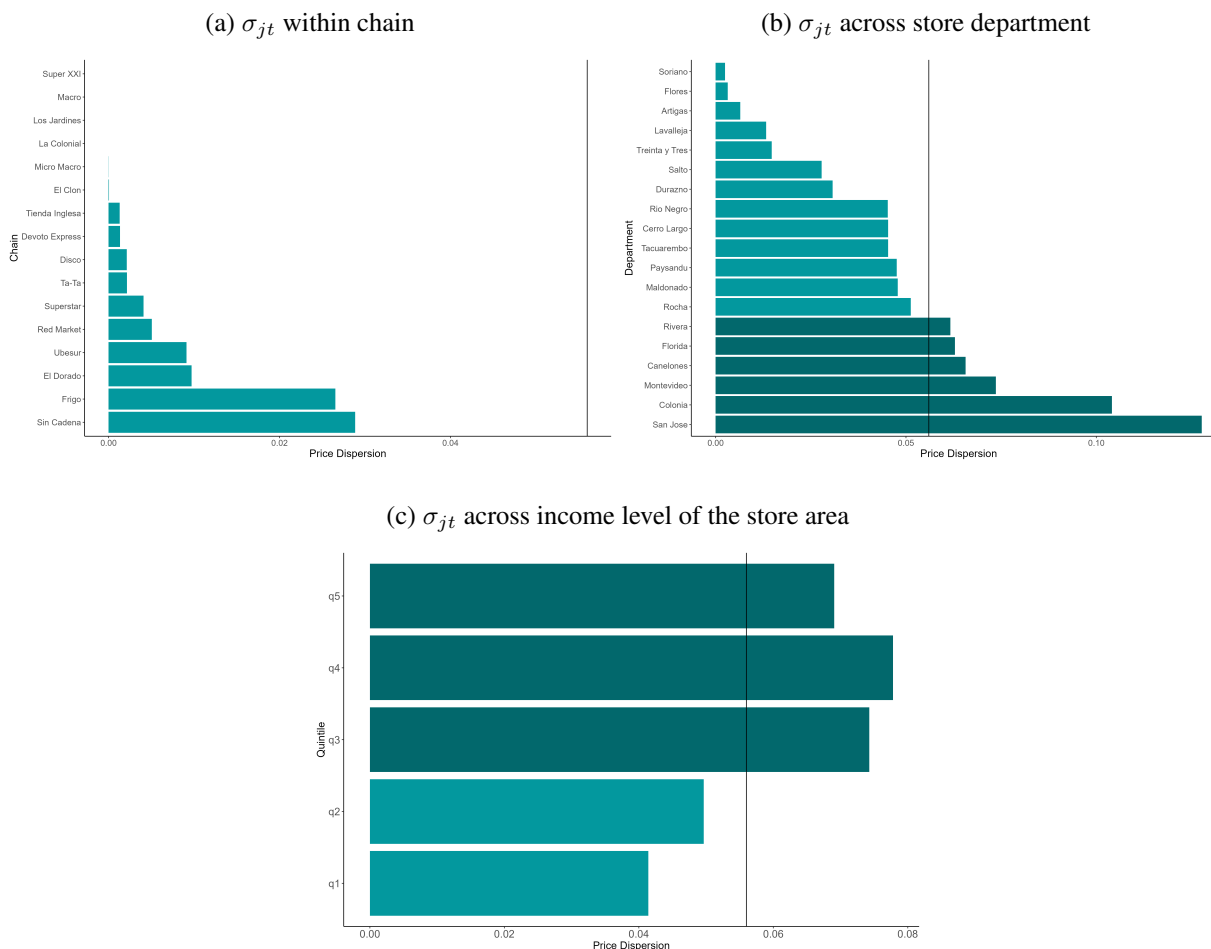 (a) σjt within chain
Super XXI
Macro
Los Jardines
La Colonial
Micro Macro
El Clon
Tienda Inglesa
Devoto Express
Disco
Ta-Ta
Superstar
Red Market
Ubesur
El Dorado
Frigo
Sin Cadena
Chain
0.00 0.02 0.04
Price Dispersion
(b) σjt across store department
Soriano
Flores
Artigas
Lavalleja
Treinta y Tres
Salto
Durazno
Río Negro
Cerro Largo
Tacuarembo
Paysandu
Maldonado
Rocha
Rivera
Florida
Canelones
Montevideo
Colonia
San Jose
Department
0.00 0.05 0.10
Price Dispersion
(c) σjt across income level of the store area
q5
q4
q3
q2
q1
Quintile
0.00 0.02 0.04 0.06 0.08
Price Dispersion